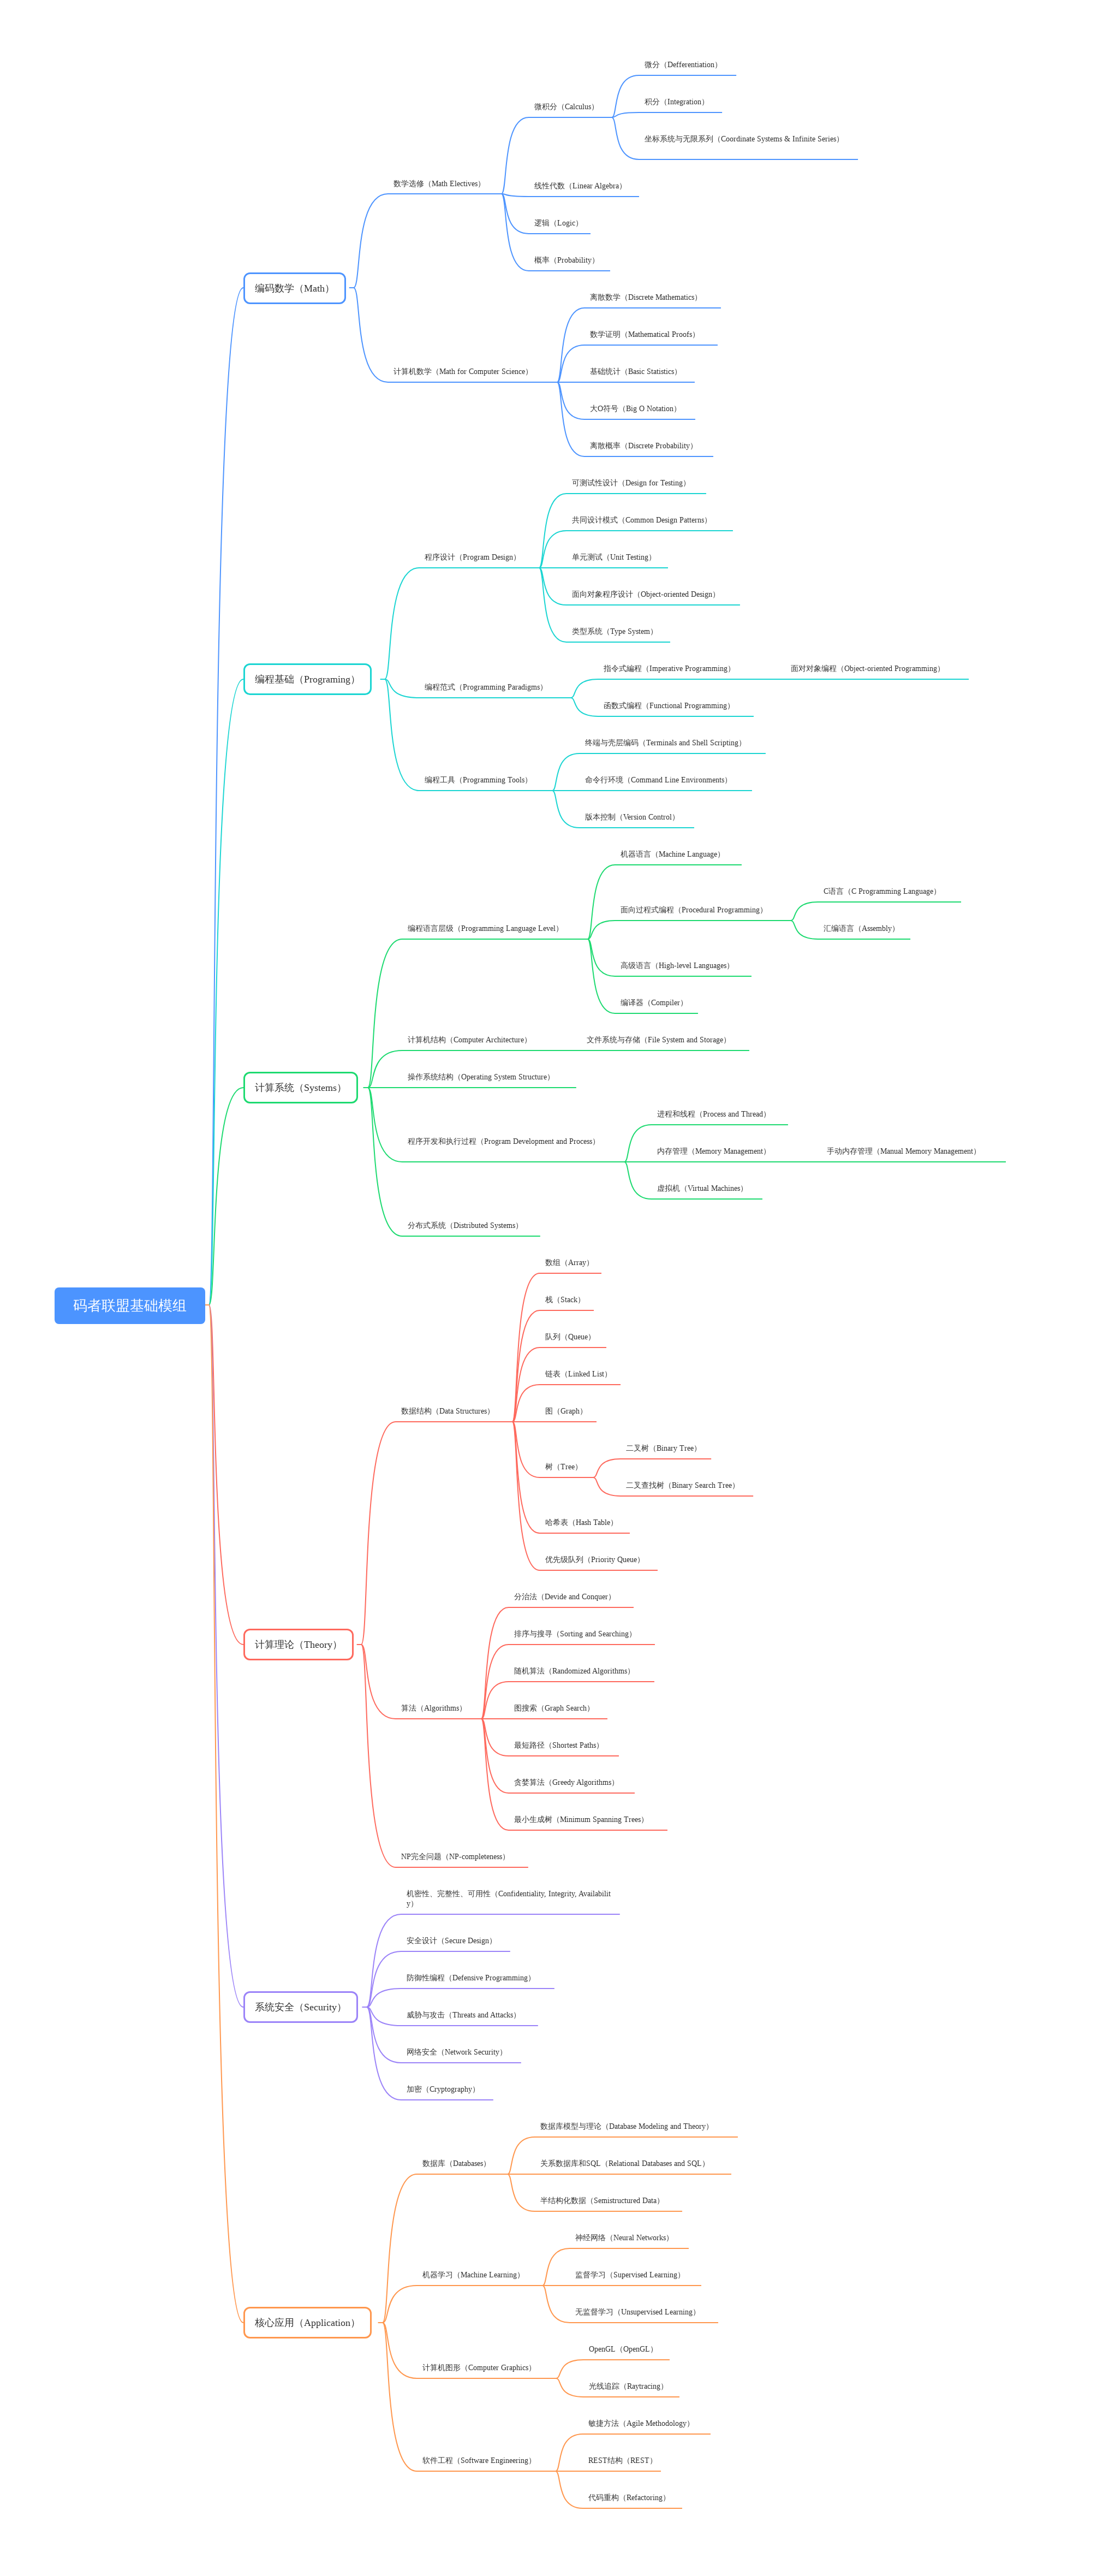 微分（Defferentiation）
微积分（Calculus）
积分（Integration）
坐标系统与无限系列（Coordinate Systems & Infinite Series）
数学选修（Math Electives）
线性代数（Linear Algebra）
逻辑（Logic）
概率（Probability）
编码数学（Math）
离散数学（Discrete Mathematics）
数学证明（Mathematical Proofs）
计算机数学（Math for Computer Science）
基础统计（Basic Statistics）
大O符号（Big O Notation）
离散概率（Discrete Probability）
可测试性设计（Design for Testing）
共同设计模式（Common Design Patterns）
程序设计（Program Design）
单元测试（Unit Testing）
面向对象程序设计（Object-oriented Design）
类型系统（Type System）
编程基础（Programing）
指令式编程（Imperative Programming）
面对对象编程（Object-oriented Programming）
编程范式（Programming Paradigms）
函数式编程（Functional Programming）
终端与壳层编码（Terminals and Shell Scripting）
编程工具（Programming Tools）
命令行环境（Command Line Environments）
版本控制（Version Control）
机器语言（Machine Language）
C语言（C Programming Language）
面向过程式编程（Procedural Programming）
编程语言层级（Programming Language Level）
汇编语言（Assembly）
高级语言（High-level Languages）
编译器（Compiler）
计算机结构（Computer Architecture）
文件系统与存储（File System and Storage）
操作系统结构（Operating System Structure）
计算系统（Systems）
进程和线程（Process and Thread）
程序开发和执行过程（Program Development and Process）
内存管理（Memory Management）
手动内存管理（Manual Memory Management）
虚拟机（Virtual Machines）
分布式系统（Distributed Systems）
码者联盟基础模组
数组（Array）
栈（Stack）
队列（Queue）
链表（Linked List）
数据结构（Data Structures）
图（Graph）
二叉树（Binary Tree）
树（Tree）
二叉查找树（Binary Search Tree）
哈希表（Hash Table）
优先级队列（Priority Queue）
计算理论（Theory）
分治法（Devide and Conquer）
排序与搜寻（Sorting and Searching）
随机算法（Randomized Algorithms）
算法（Algorithms）
图搜索（Graph Search）
最短路径（Shortest Paths）
贪婪算法（Greedy Algorithms）
最小生成树（Minimum Spanning Trees）
NP完全问题（NP-completeness）
机密性、完整性、可用性（Confidentiality, Integrity, Availabilit
y）
安全设计（Secure Design）
防御性编程（Defensive Programming）
系统安全（Security）
威胁与攻击（Threats and Attacks）
网络安全（Network Security）
加密（Cryptography）
数据库模型与理论（Database Modeling and Theory）
数据库（Databases）
关系数据库和SQL（Relational Databases and SQL）
半结构化数据（Semistructured Data）
神经网络（Neural Networks）
机器学习（Machine Learning）
监督学习（Supervised Learning）
无监督学习（Unsupervised Learning）
核心应用（Application）
OpenGL（OpenGL）
计算机图形（Computer Graphics）
光线追踪（Raytracing）
敏捷方法（Agile Methodology）
软件工程（Software Engineering）
REST结构（REST）
代码重构（Refactoring）